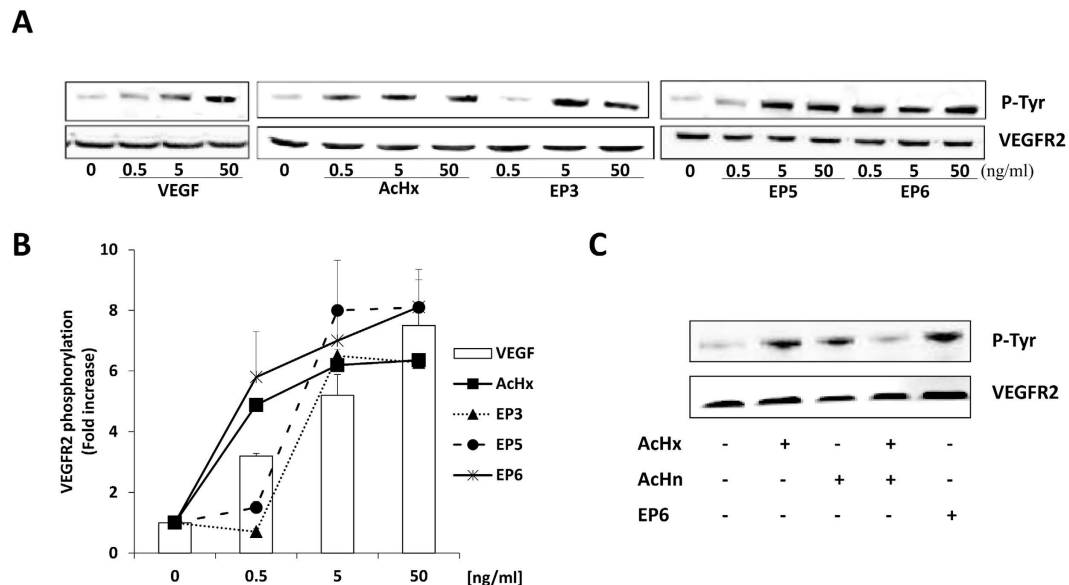 A
P-Tyr
VEGFR2
0 0.5 5 50 0 0.5 5 50 0.5 5 50 0 0.5 5 50 0.5 5 50 (ng/ml)
VEGF AcHx EP3 EP5 EP6
B
VEGFR2 phosphorylation
(Fold increase)
10
8
6
4
2
0
0 0.5 5 50 [ng/ml]
VEGF
AcHx
EP3
EP5
EP6
C
P-Tyr
VEGFR2
AcHx - + - + -
AcHn - - + + -
EP6 - - - - +